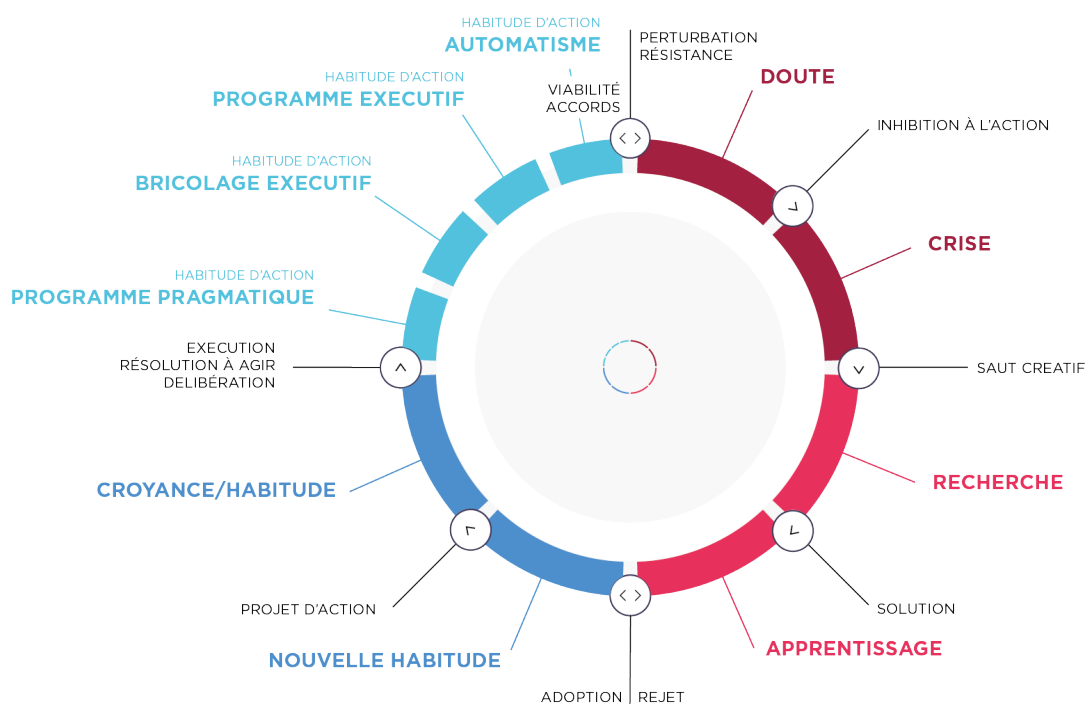 HABITUDE D'ACTION
AUTOMATISME
PERTURBATION
RÉSISTANCE
DOUTE
HABITUDE D'ACTION
PROGRAMME EXECUTIF
VIABILITÉ
ACCORDS
INHIBITION À L'ACTION
HABITUDE D'ACTION
BRICOLAGE EXECUTIF
CRISE
HABITUDE D'ACTION
PROGRAMME PRAGMATIQUE
EXECUTION
RÉSOLUTION À AGIR
DELIBÉRATION
SAUT CREATIF
CROYANCE/HABITUDE
RECHERCHE
PROJET D'ACTION
SOLUTION
NOUVELLE HABITUDE
APPRENTISSAGE
ADOPTION
REJET